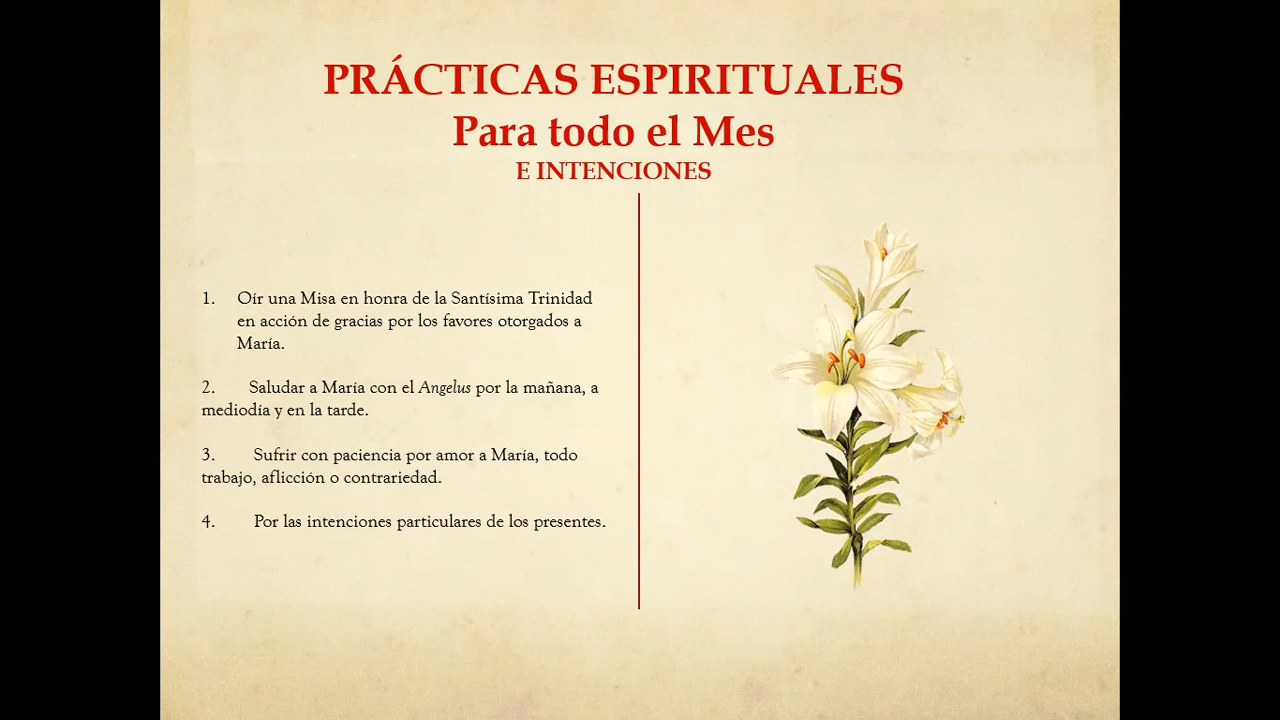 PRÁCTICAS ESPIRITUALES
Para todo el Mes
E INTENCIONES
1. Oír una Misa en honra de la Santísima Trinidad
en acción de gracias por los favores otorgados a
María.
2. Saludar a María con el Angelus por la mañana, a
mediodía y en la tarde.
3. Sufrir con paciencia por amor a María, todo
trabajo, aflicción o contrariedad.
4. Por las intenciones particulares de los presentes.